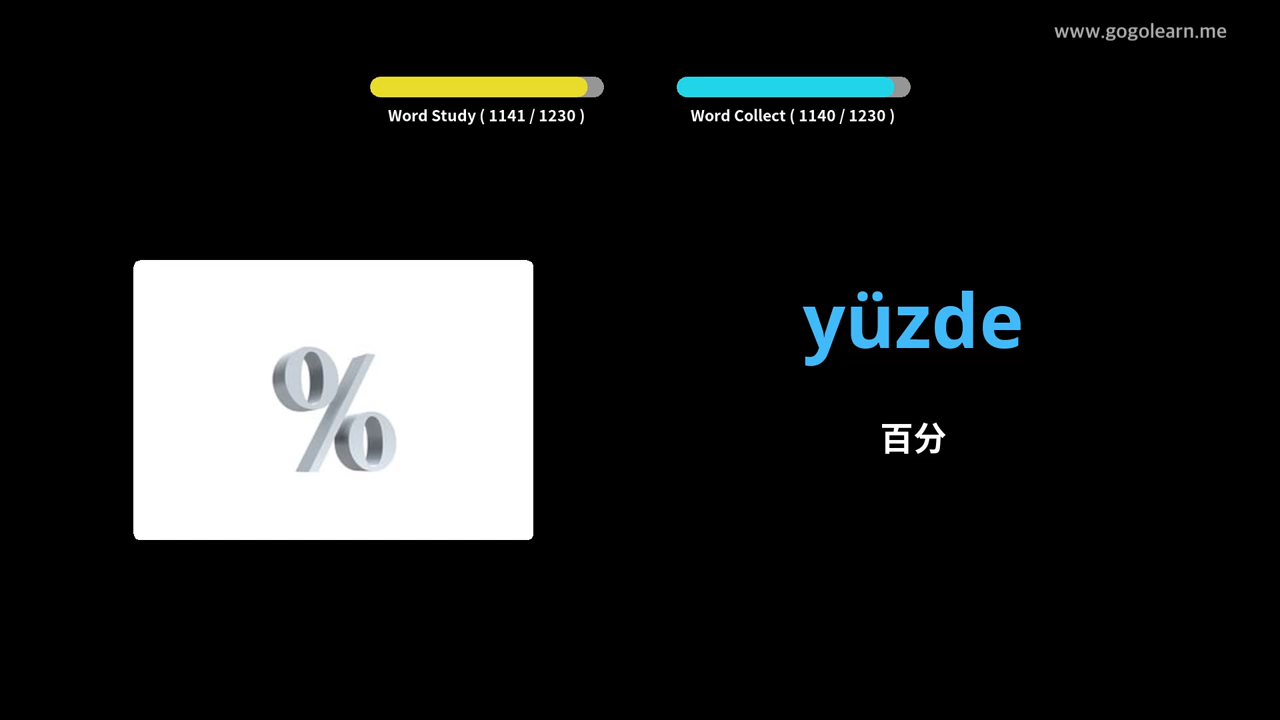 www.gogolearn.me
Word Study ( 1141 / 1230 )
Word Collect ( 1140 / 1230 )
%
yüzde
百分